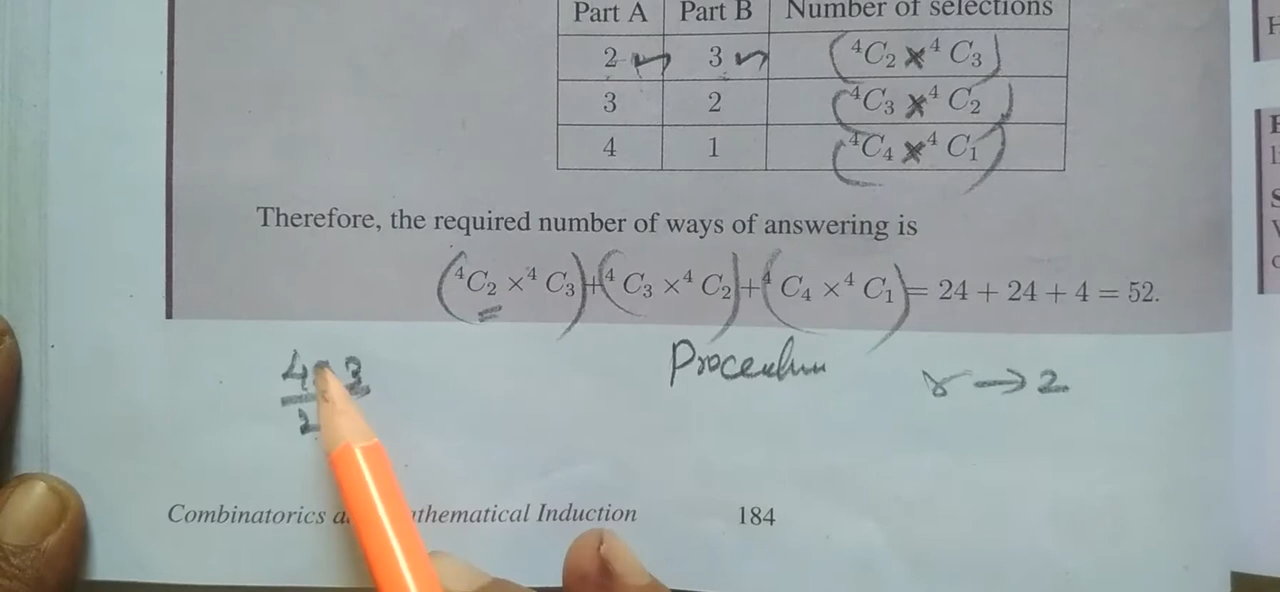 Part A Part B Number of selections
2 3 ⁴C₂ × ⁴C₃
3 2 ⁴C₃ × ⁴C₂
4 1 ⁴C₄ × ⁴C₁
Therefore, the required number of ways of answering is
(⁴C₂ × ⁴C₃) + (⁴C₃ × ⁴C₂) + (⁴C₄ × ⁴C₁) = 24 + 24 + 4 = 52.
r → 2
Combinatorics Mathematical Induction 184